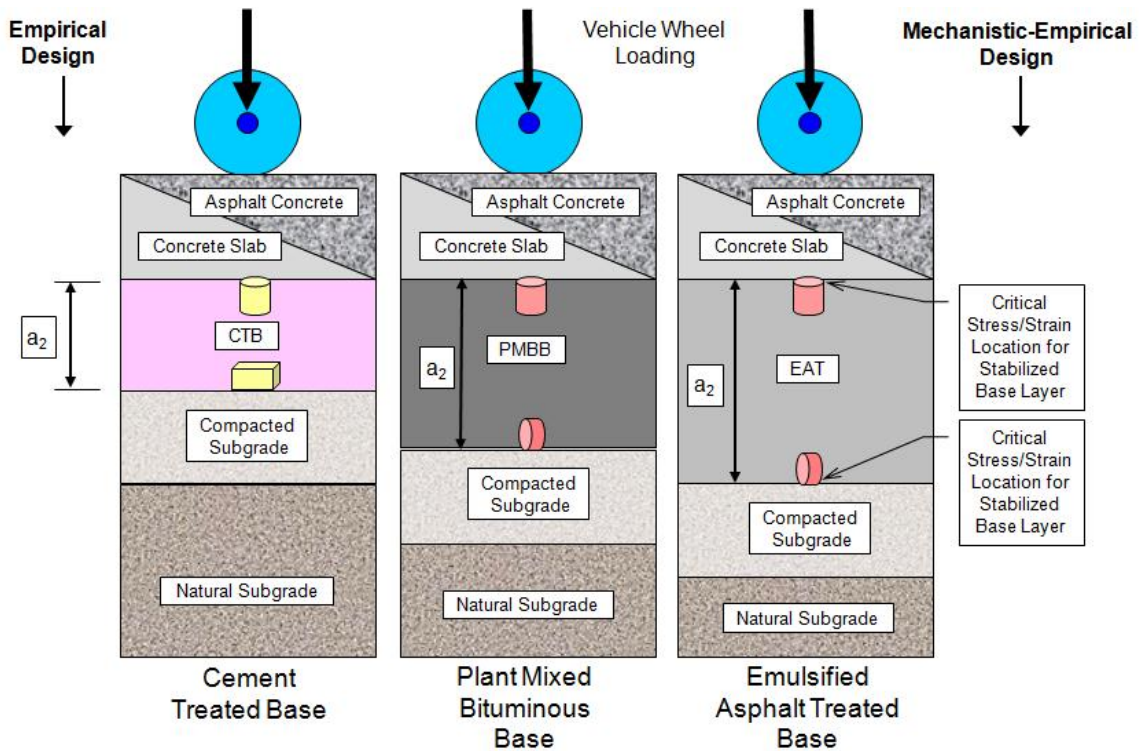 Empirical
Design
Vehicle Wheel
Loading
Mechanistic-Empirical
Design
Asphalt Concrete
Concrete Slab
a2
CTB
Compacted
Subgrade
Natural Subgrade
Cement
Treated Base
Asphalt Concrete
Concrete Slab
a2
PMBB
Compacted
Subgrade
Natural Subgrade
Plant Mixed
Bituminous
Base
Asphalt Concrete
Concrete Slab
a2
EAT
Compacted
Subgrade
Natural Subgrade
Emulsified
Asphalt Treated
Base
Critical
Stress/Strain
Location for
Stabilized
Base Layer
Critical
Stress/Strain
Location for
Stabilized
Base Layer